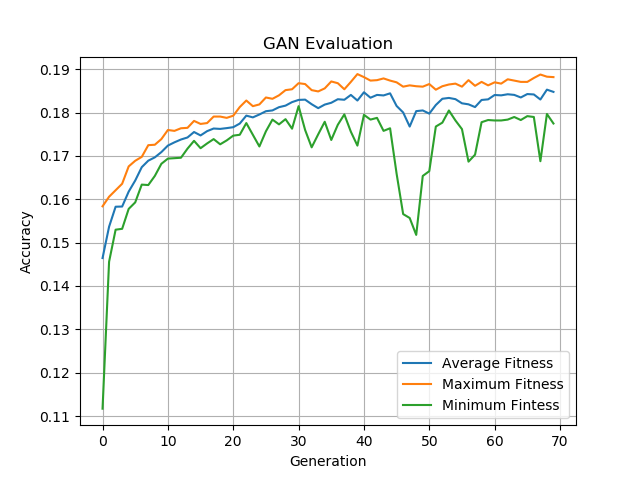 GAN Evaluation
0.19
0.18
0.17
0.16
0.15
0.14
0.13
0.12
0.11
Accuracy
0 10 20 30 40 50 60 70
Generation
Average Fitness
Maximum Fitness
Minimum Fintess